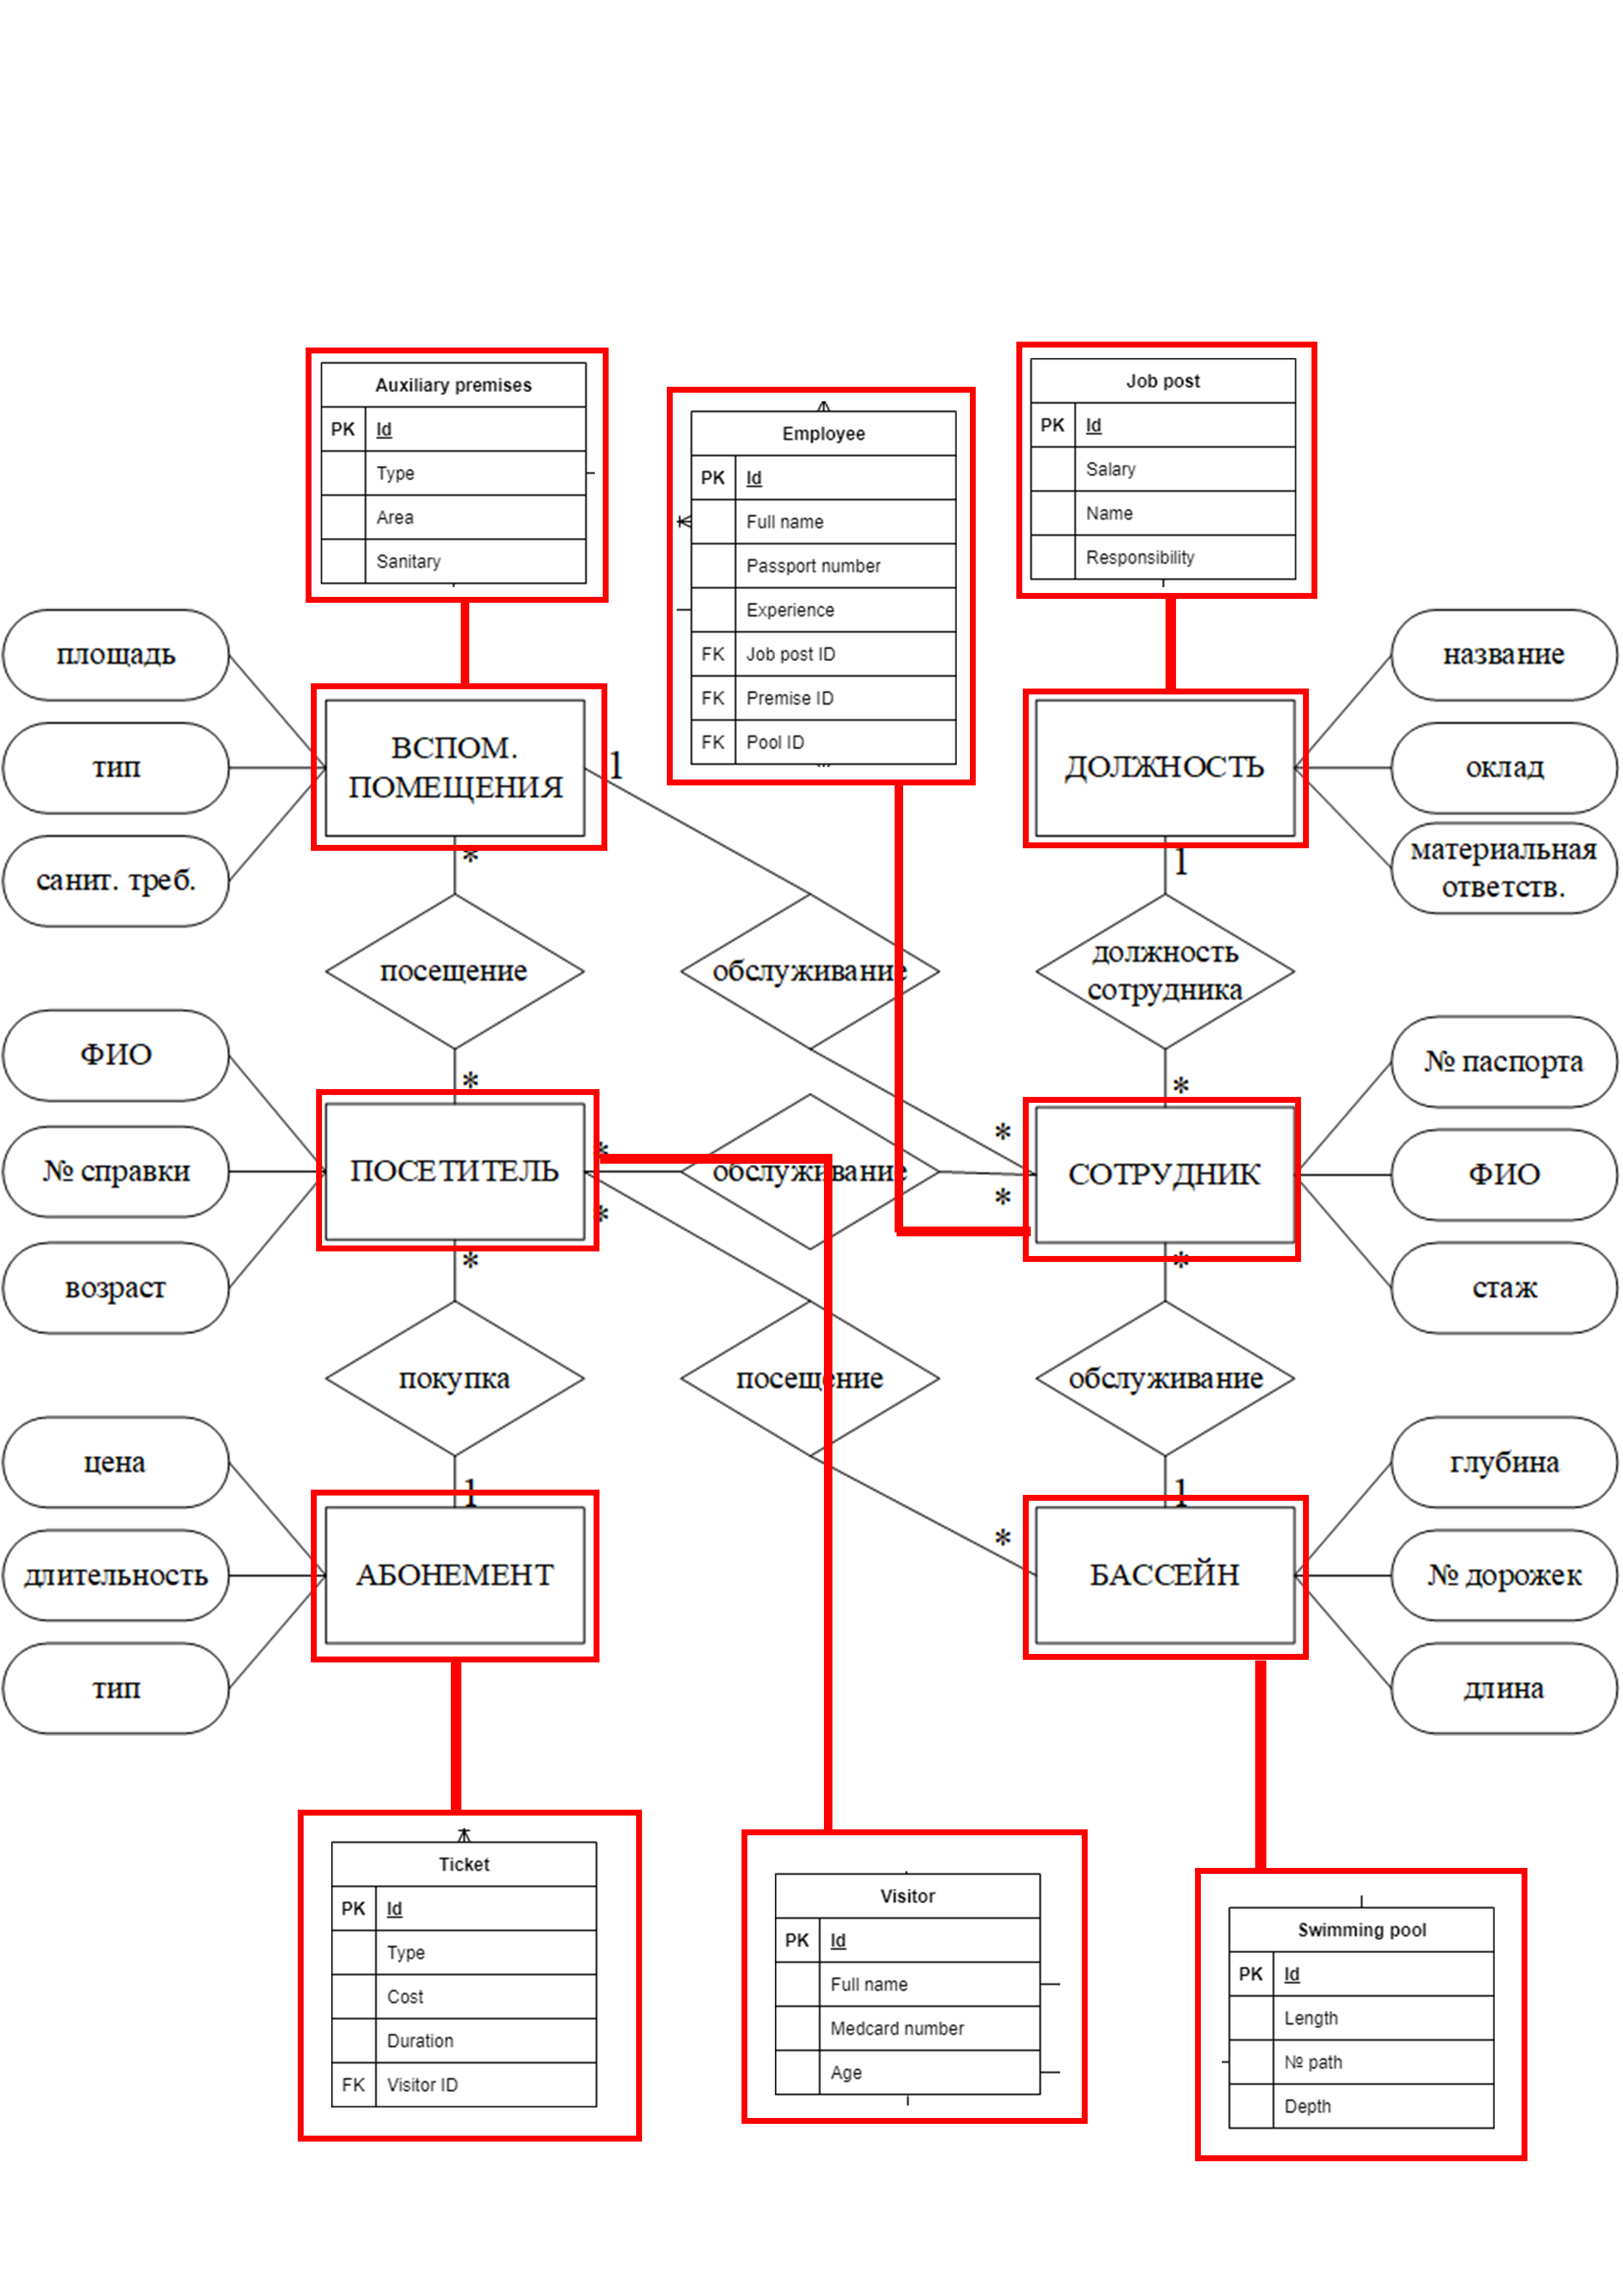 Auxiliary premises
PK Id
Type
Area
Sanitary
Employee
PK Id
Full name
Passport number
Experience
FK Job post ID
FK Premise ID
FK Pool ID
Job post
PK Id
Salary
Name
Responsibility
площадь
тип
санит. треб.
ВСПОМ.
ПОМЕЩЕНИЯ
1
*
ДОЛЖНОСТЬ
1
название
оклад
материальная
ответств.
посещение
обслуживание
должность
сотрудника
*
*
*
ФИО
№ справки
возраст
ПОСЕТИТЕЛЬ
*
*
*
обслуживание
*
СОТРУДНИК
*
№ паспорта
ФИО
стаж
покупка
посещение
обслуживание
1
*
1
цена
длительность
тип
АБОНЕМЕНТ
БАССЕЙН
глубина
№ дорожек
длина
Ticket
PK Id
Type
Cost
Duration
FK Visitor ID
Visitor
PK Id
Full name
Medcard number
Age
Swimming pool
PK Id
Length
№ path
Depth